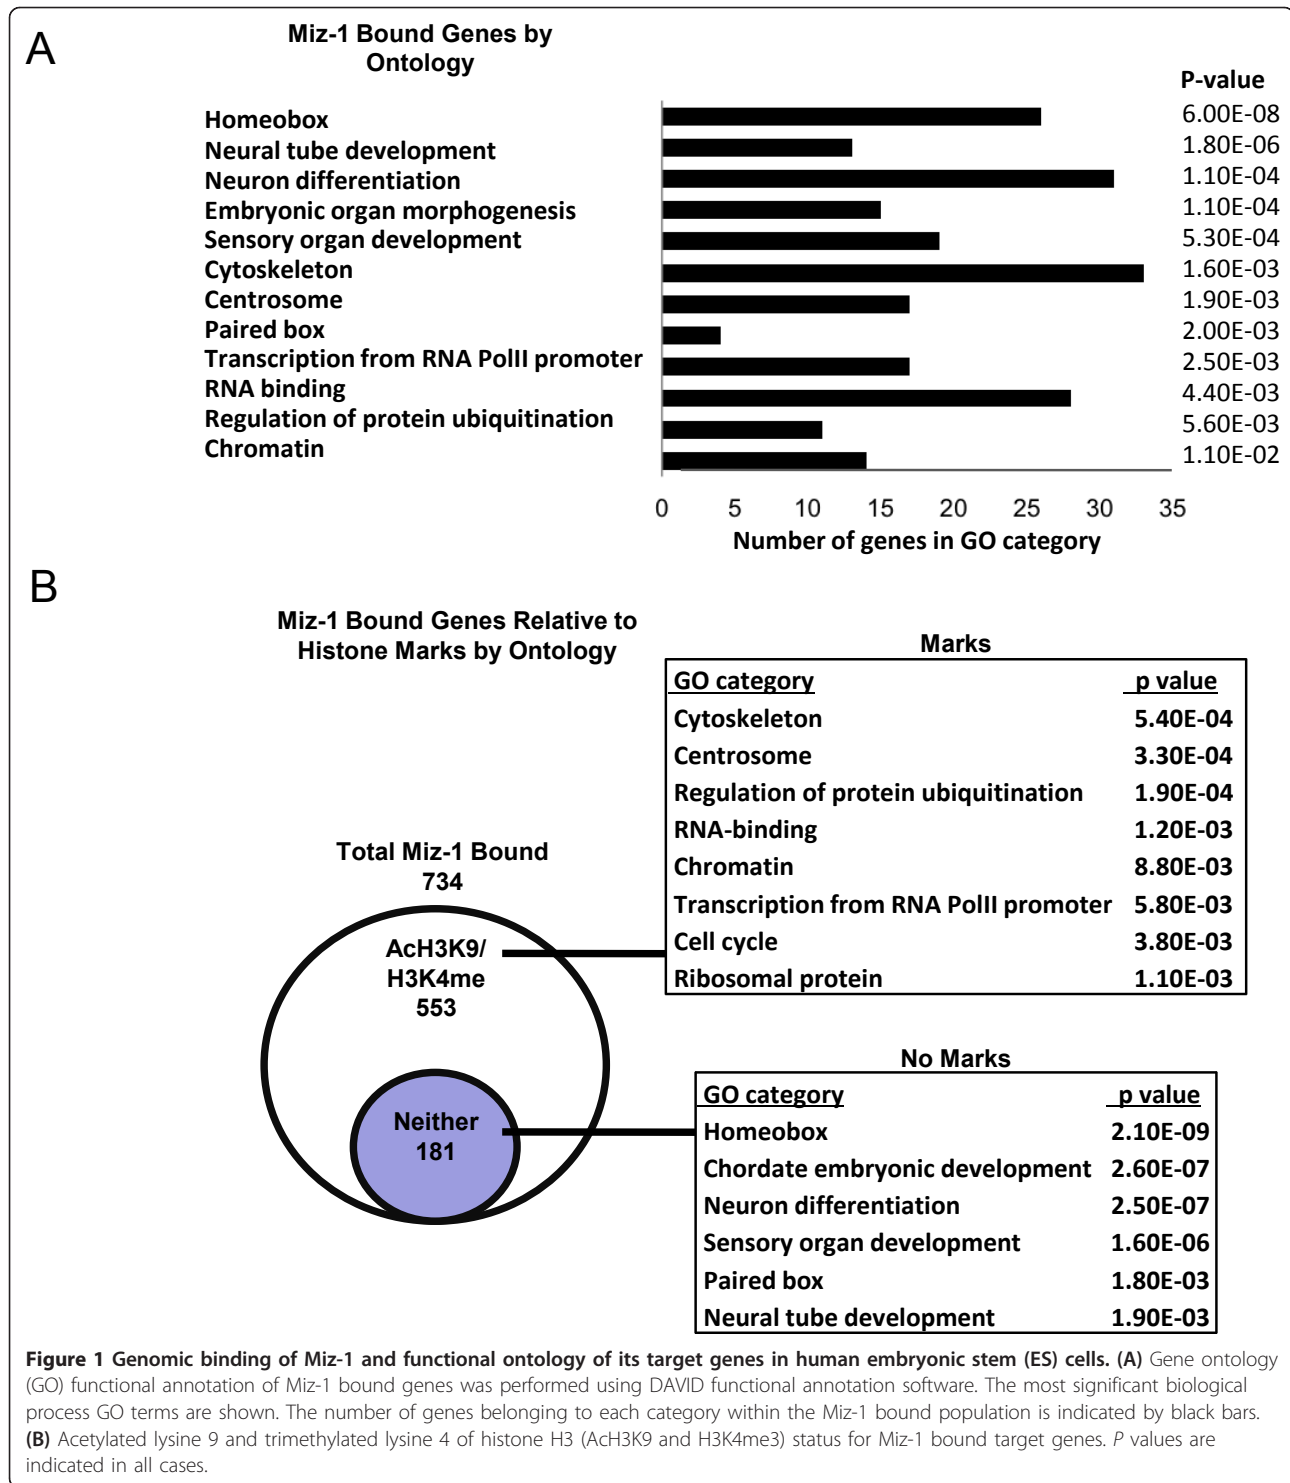 A
Miz-1 Bound Genes by
Ontology
P-value
Homeobox 6.00E-08
Neural tube development 1.80E-06
Neuron differentiation 1.10E-04
Embryonic organ morphogenesis 1.10E-04
Sensory organ development 5.30E-04
Cytoskeleton 1.60E-03
Centrosome 1.90E-03
Paired box 2.00E-03
Transcription from RNA PolII promoter 2.50E-03
RNA binding 4.40E-03
Regulation of protein ubiquitination 5.60E-03
Chromatin 1.10E-02
0 5 10 15 20 25 30 35
Number of genes in GO category
B
Miz-1 Bound Genes Relative to
Histone Marks by Ontology
Total Miz-1 Bound
734
AcH3K9/
H3K4me
553
Neither
181
Marks
GO category p value
Cytoskeleton 5.40E-04
Centrosome 3.30E-04
Regulation of protein ubiquitination 1.90E-04
RNA-binding 1.20E-03
Chromatin 8.80E-03
Transcription from RNA PolII promoter 5.80E-03
Cell cycle 3.80E-03
Ribosomal protein 1.10E-03
No Marks
GO category p value
Homeobox 2.10E-09
Chordate embryonic development 2.60E-07
Neuron differentiation 2.50E-07
Sensory organ development 1.60E-06
Paired box 1.80E-03
Neural tube development 1.90E-03
Figure 1 Genomic binding of Miz-1 and functional ontology of its target genes in human embryonic stem (ES) cells. (A) Gene ontology
(GO) functional annotation of Miz-1 bound genes was performed using DAVID functional annotation software. The most significant biological
process GO terms are shown. The number of genes belonging to each category within the Miz-1 bound population is indicated by black bars.
(B) Acetylated lysine 9 and trimethylated lysine 4 of histone H3 (AcH3K9 and H3K4me3) status for Miz-1 bound target genes. P values are
indicated in all cases.